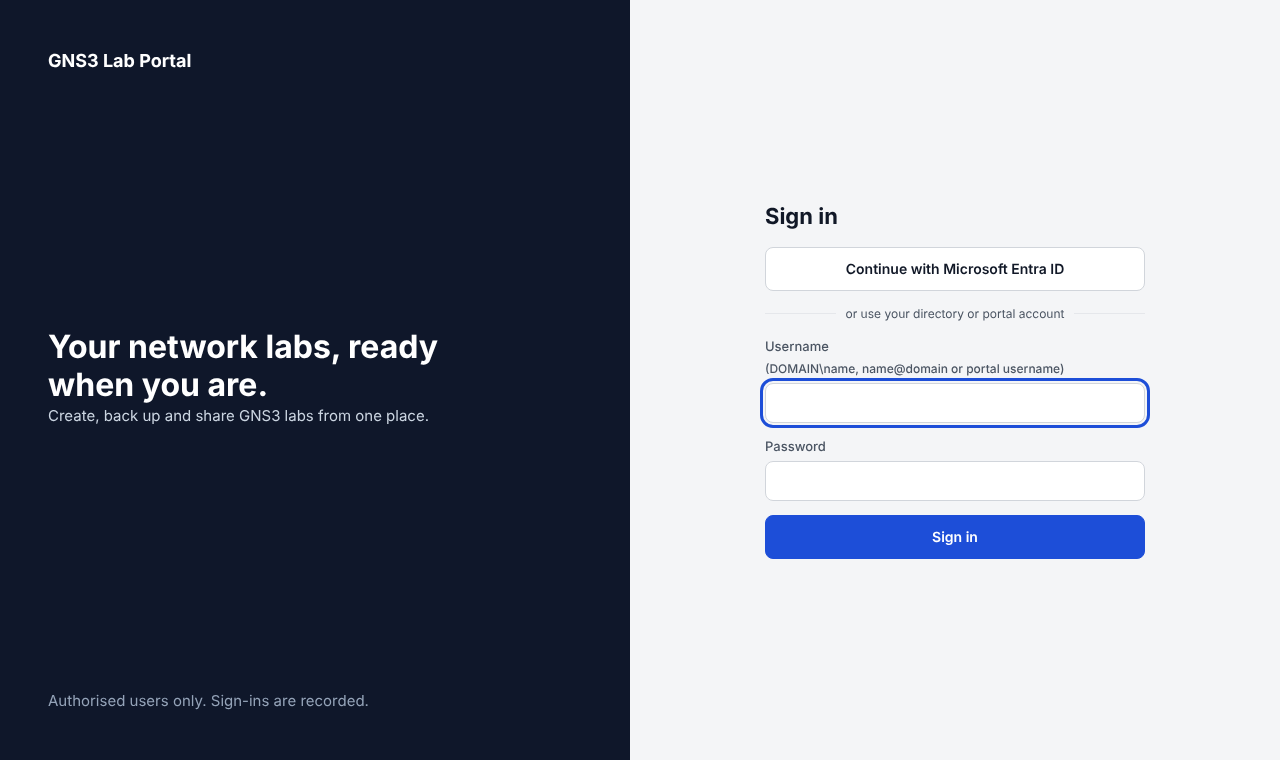 GNS3 Lab Portal
Your network labs, ready
when you are.
Create, back up and share GNS3 labs from one place.
Authorised users only. Sign-ins are recorded.
Sign in
Continue with Microsoft Entra ID
or use your directory or portal account
Username
(DOMAIN\name, name@domain or portal username)
Password
Sign in